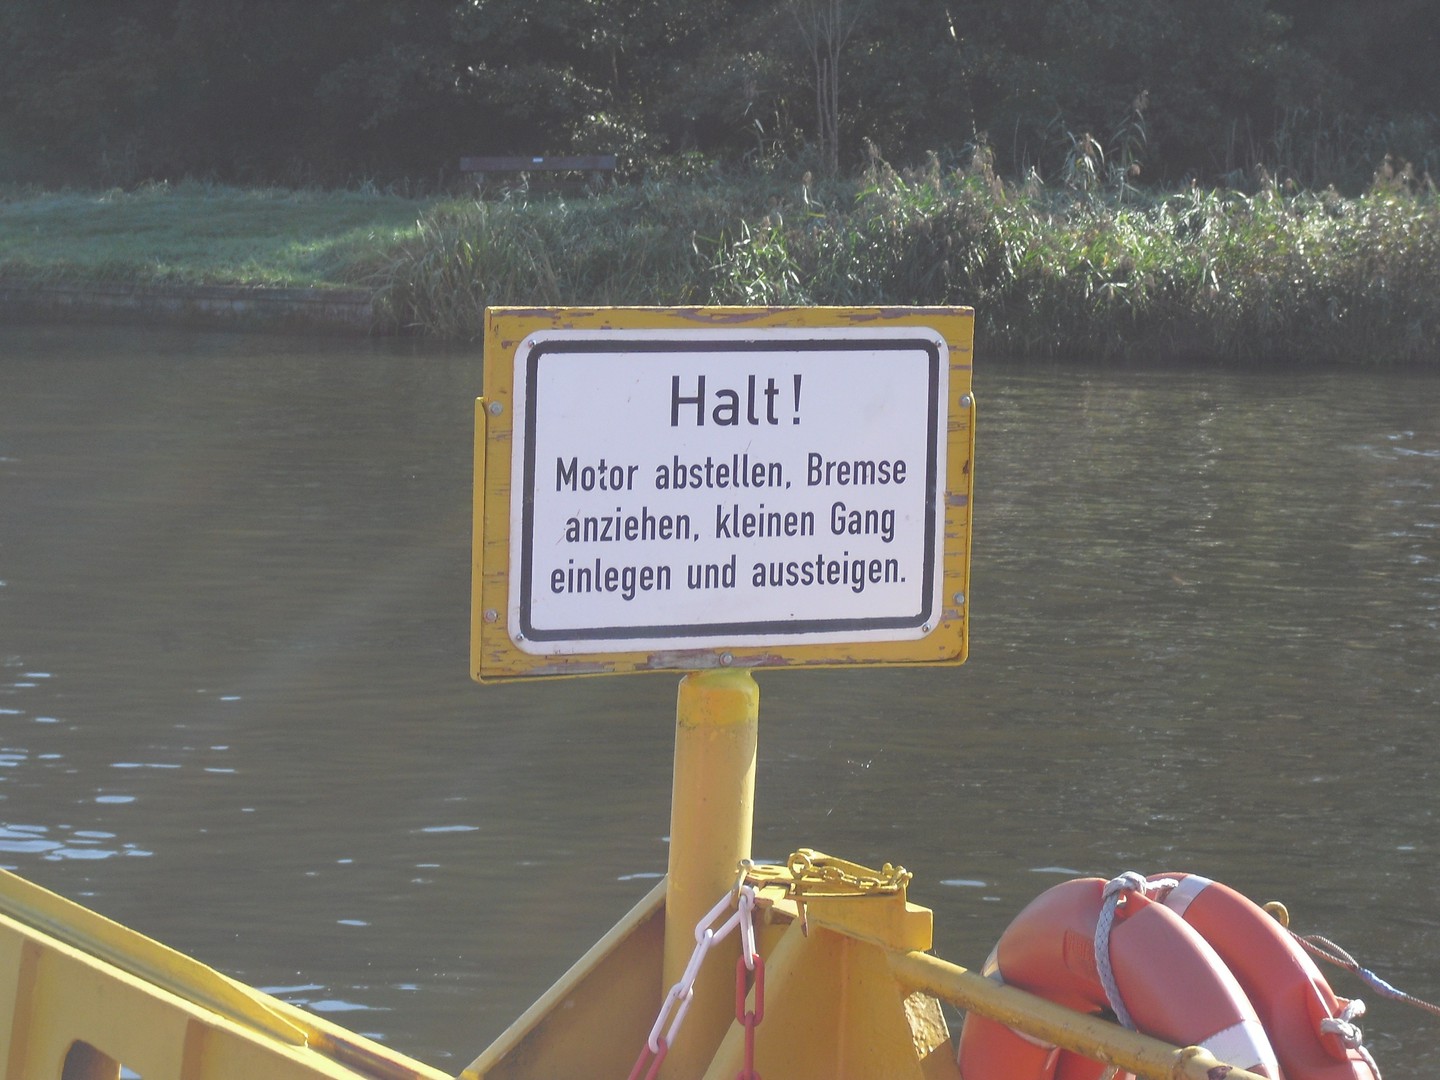 Halt!
Motor abstellen, Bremse
anziehen, kleinen Gang
einlegen und aussteigen.